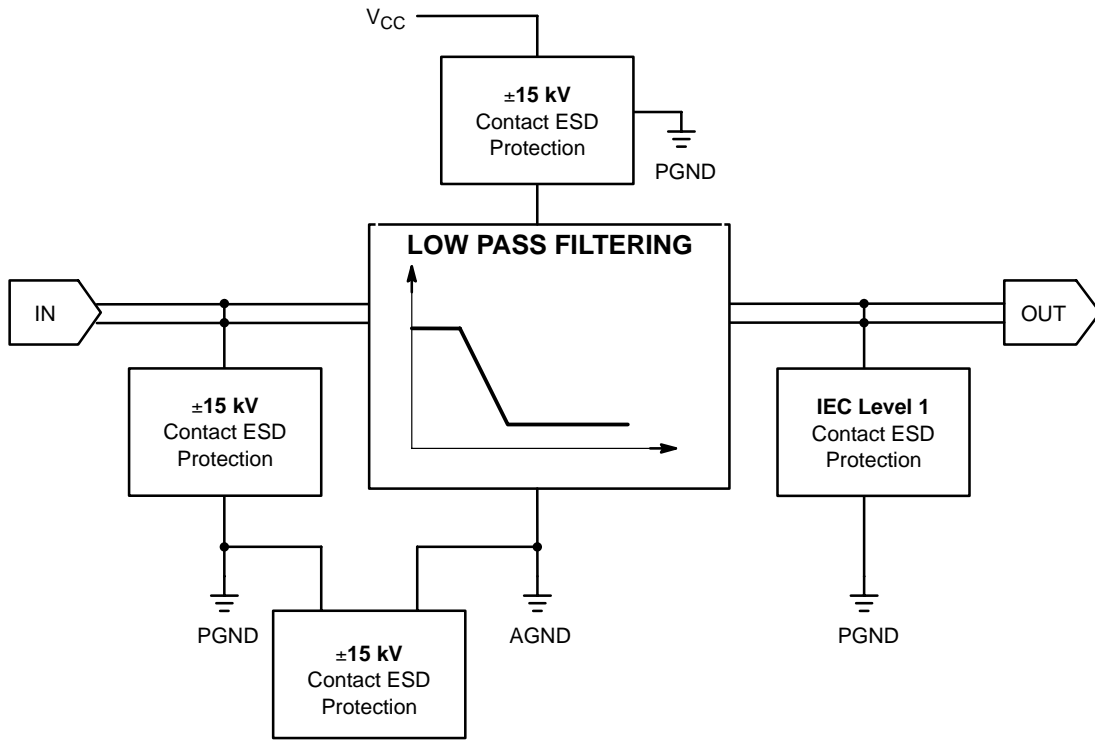 VCC
±15 kV
Contact ESD
Protection
PGND
LOW PASS FILTERING
IN
OUT
±15 kV
Contact ESD
Protection
IEC Level 1
Contact ESD
Protection
PGND
AGND
PGND
±15 kV
Contact ESD
Protection